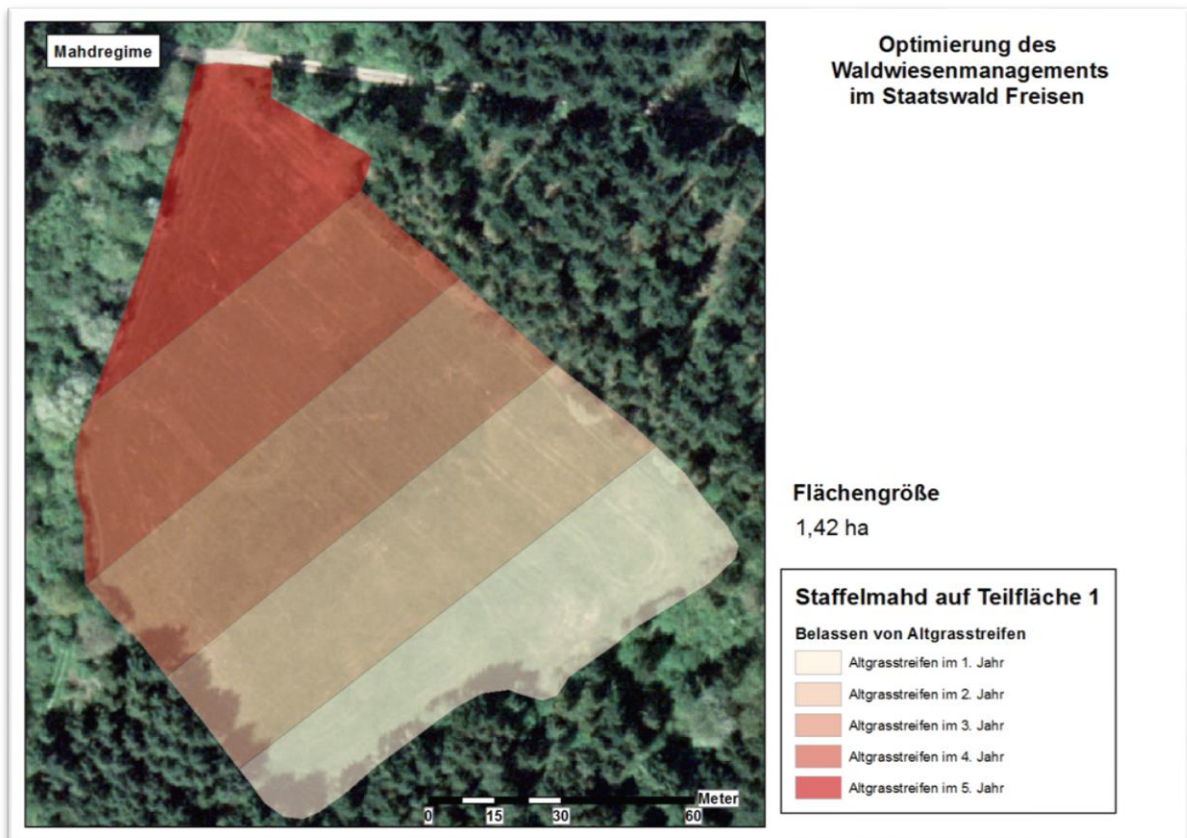 Mahdregime
Optimierung des
Waldwiesenmanagements
im Staatswald Freisen
Flächengröße
1,42 ha
Staffelmahd auf Teilfläche 1
Belassen von Altgrasstreifen
Altgrasstreifen im 1. Jahr
Altgrasstreifen im 2. Jahr
Altgrasstreifen im 3. Jahr
Altgrasstreifen im 4. Jahr
Altgrasstreifen im 5. Jahr
Meter
0 15 30 60